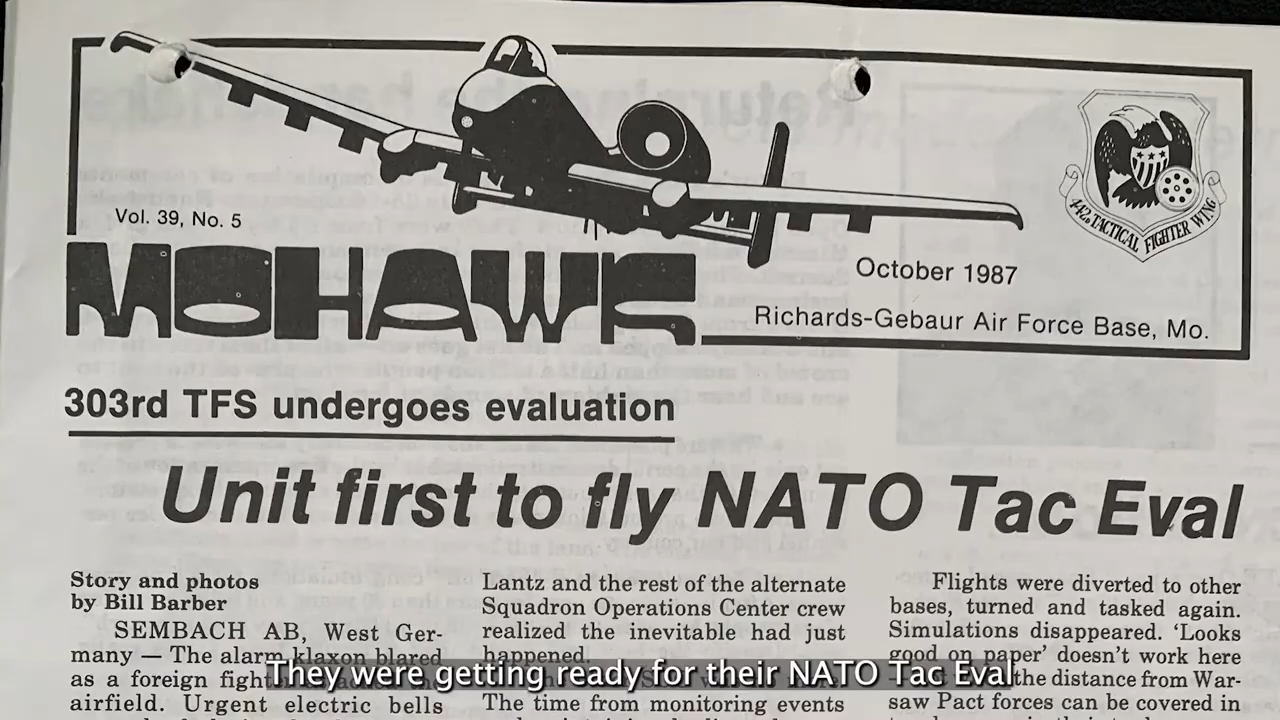 Vol. 39, No. 5
MOHAWK
442d TACTICAL FIGHTER WING
October 1987
Richards-Gebaur Air Force Base, Mo.
303rd TFS undergoes evaluation
Unit first to fly NATO Tac Eval
Story and photos
by Bill Barber
SEMBACH AB, West Ger-
many — The alarm klaxon blared
as a foreign fighter
airfield. Urgent electric bells
Lantz and the rest of the alternate
Squadron Operations Center crew
realized the inevitable had just
happened.
The time from monitoring events
Flights were diverted to other
bases, turned and tasked again.
Simulations disappeared. ‘Looks
good on paper’ doesn’t work here
the distance from War-
saw Pact forces can be covered in
They were getting ready for their NATO Tac Eval